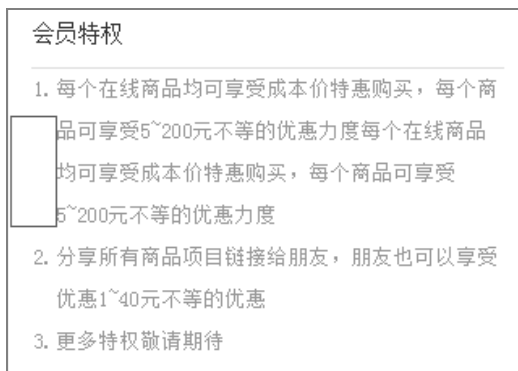 会员特权
1. 每个在线商品均可享受成本价特惠购买，每个商
品可享受5~200元不等的优惠力度每个在线商品
均可享受成本价特惠购买，每个商品可享受
5~200元不等的优惠力度
2. 分享所有商品项目链接给朋友，朋友也可以享受
优惠1~40元不等的优惠
3. 更多特权敬请期待